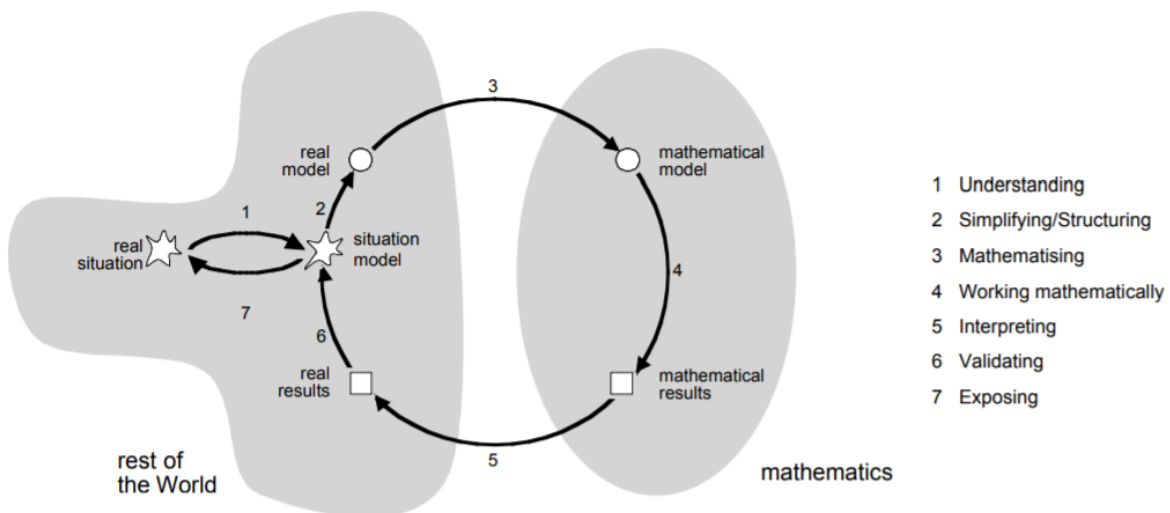 3
real
model
mathematical
model
1
2
real
situation
situation
model
4
7
6
real
results
mathematical
results
5
rest of
the World
mathematics
1 Understanding
2 Simplifying/Structuring
3 Mathematising
4 Working mathematically
5 Interpreting
6 Validating
7 Exposing